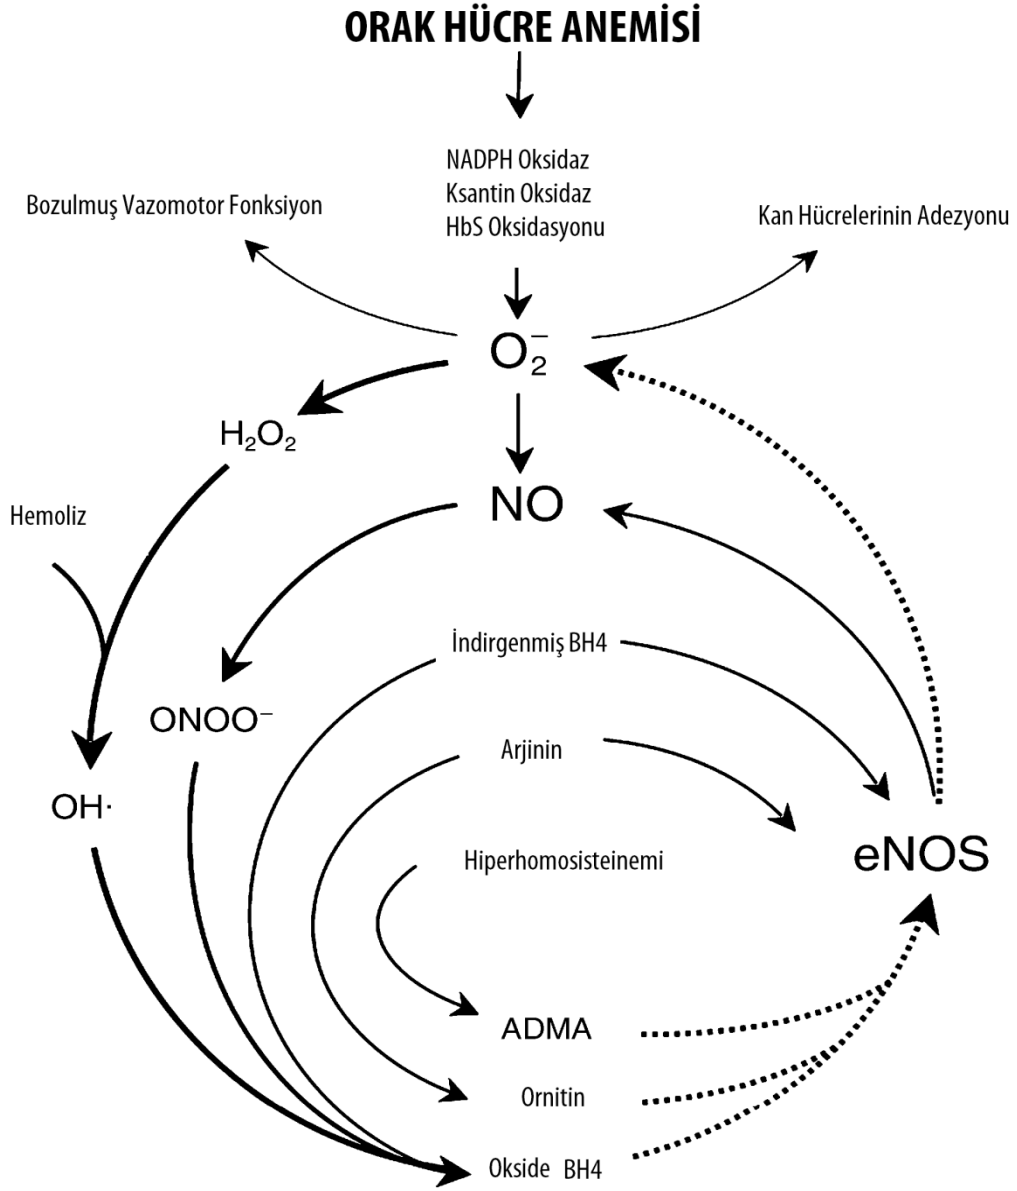 ORAK HÜCRE ANEMİSİ
NADPH Oksidaz
Ksantin Oksidaz
HbS Oksidasyonu
Bozulmuş Vazomotor Fonksiyon
Kan Hücrelerinin Adezyonu
O₂⁻
H₂O₂
NO
Hemoliz
İndirgenmiş BH4
ONOO⁻
Arjinin
OH·
eNOS
Hiperhomosisteinemi
ADMA
Ornitin
Okside BH4